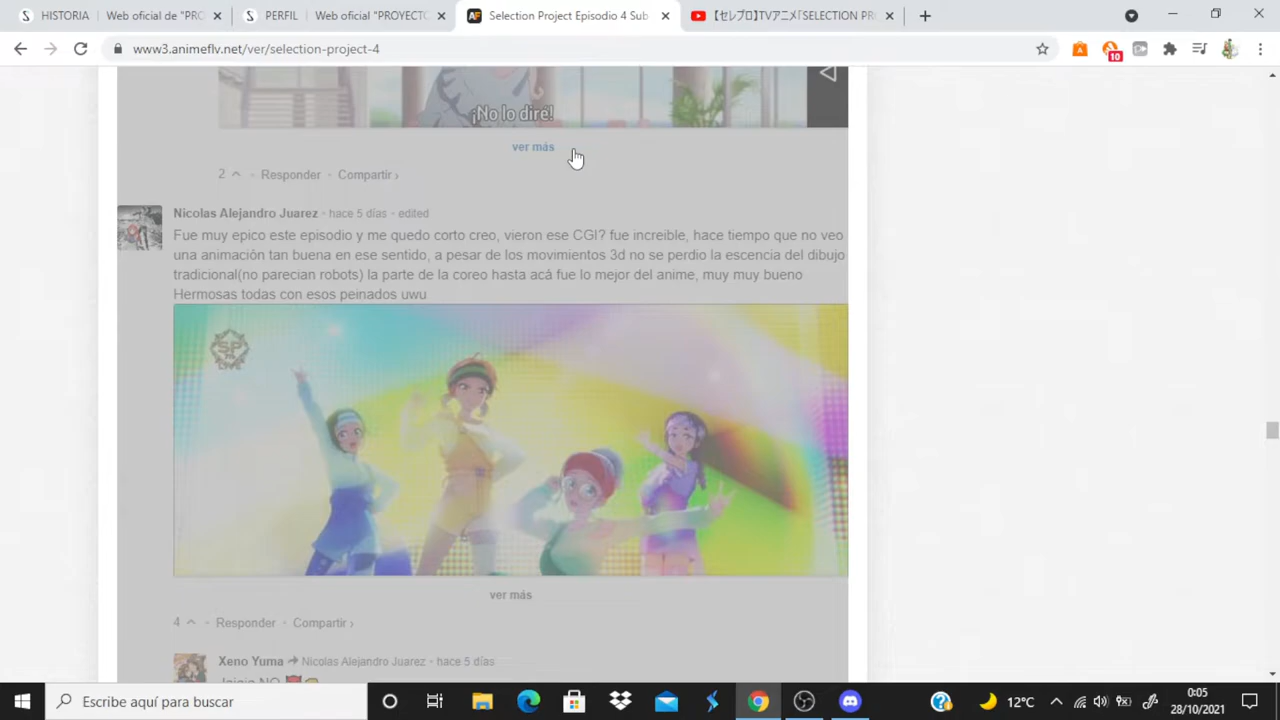 HISTORIA
Web oficial de "PRO
PERFIL
Web oficial "PROYECTO
Selection Project Episodio 4 Sub
【セレプロ】TVアニメ「SELECTION PR
www3.animeflv.net/ver/selection-project-4
10
¡No lo diré!
ver más
2
Responder
Compartir ›
Nicolas Alejandro Juarez • hace 5 días • edited
Fue muy epico este episodio y me quedo corto creo, vieron ese CGI? fue increible, hace tiempo que no veo
una animación tan buena en ese sentido, a pesar de los movimientos 3d no se perdio la escencia del dibujo
tradicional(no parecian robots) la parte de la coreo hasta acá fue lo mejor del anime, muy muy bueno
Hermosas todas con esos peinados uwu
SP
ver más
4
Responder
Compartir ›
Xeno Yuma
Nicolas Alejandro Juarez • hace 5 días
NO
Escribe aquí para buscar
12°C
0:05
28/10/2021